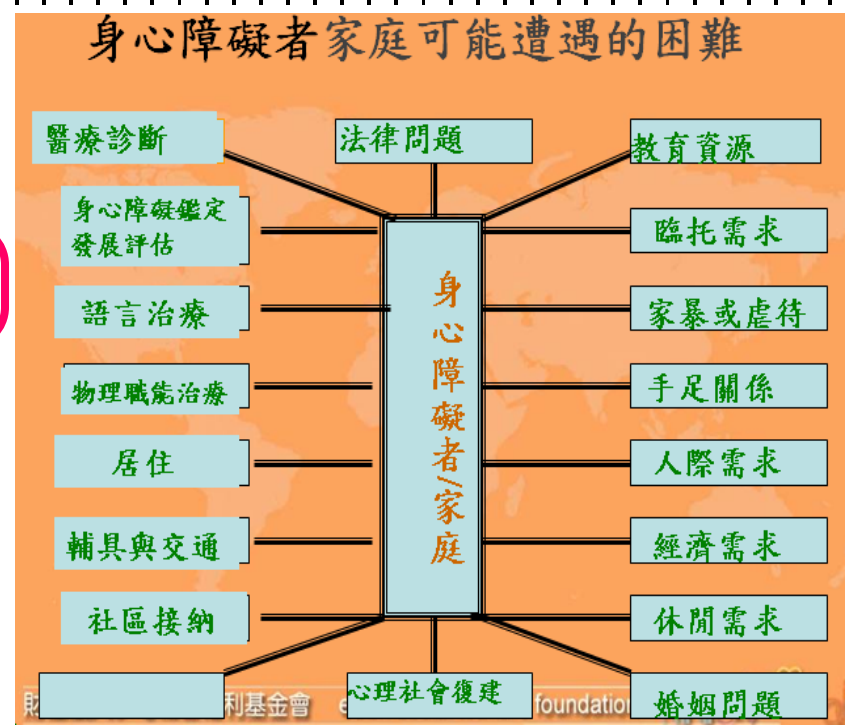 身心障礙者家庭可能遭遇的困難
醫療診斷
法律問題
教育資源
身心障礙鑑定
發展評估
臨托需求
語言治療
家暴或虐待
物理職能治療
手足關係
居住
人際需求
輔具與交通
經濟需求
社區接納
休閒需求
身心障礙者/家庭
心理社會復建
婚姻問題
財
利基金會
e
foundation